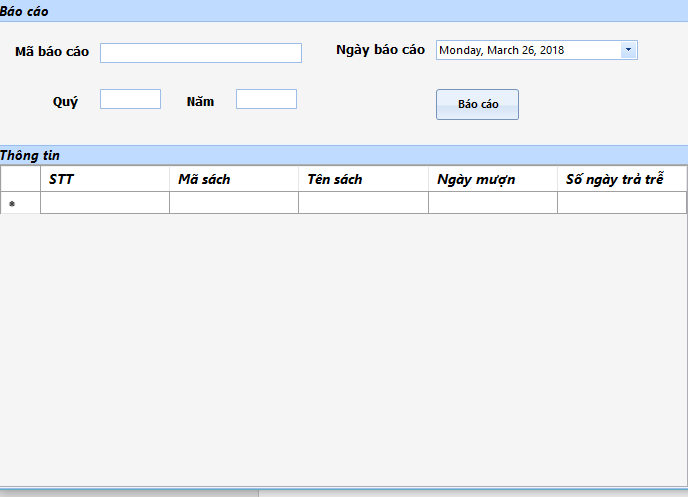 Báo cáo
Mã báo cáo
Ngày báo cáo
Monday, March 26, 2018
Quý
Năm
Báo cáo
Thông tin
STT Mã sách Tên sách Ngày mượn Số ngày trả trễ
*